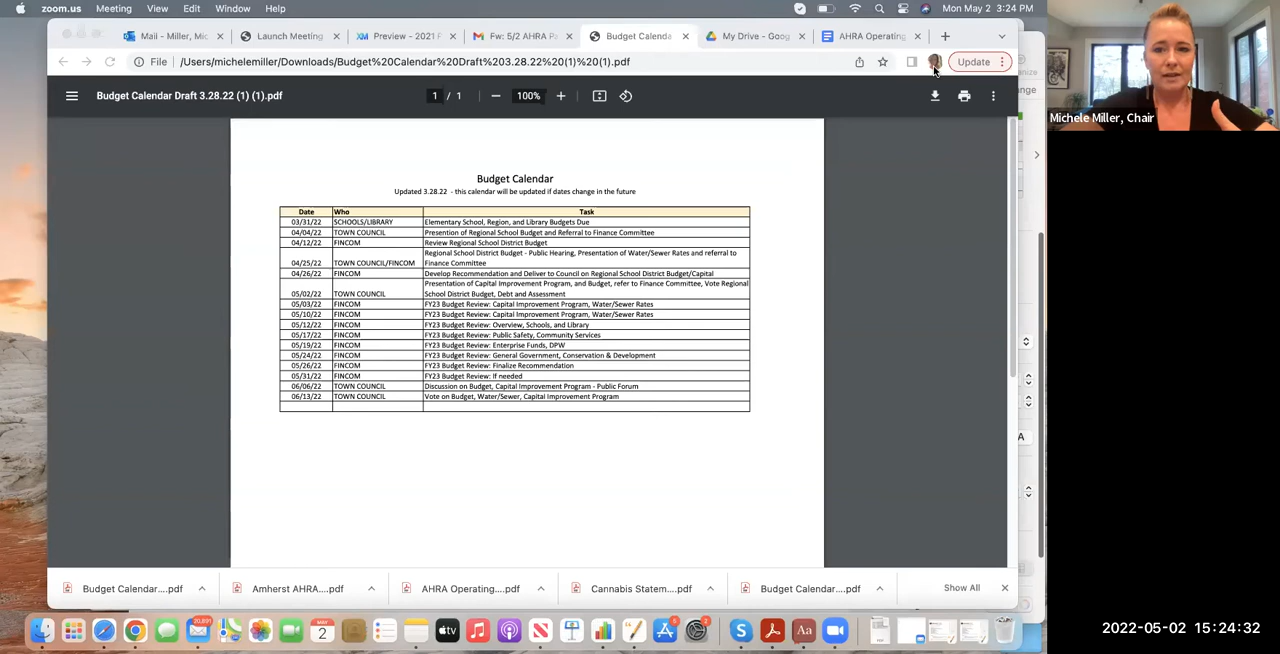 zoom.us Meeting View Edit Window Help Mon May 2 3:24 PM
Mail - Miller, Mic Launch Meeting Preview - 2021 F Fw: 5/2 AHRA Pa Budget Calenda My Drive - Goog AHRA Operating
File /Users/michelemiller/Downloads/Budget%20Calendar%20Draft%203.28.22%20(1)%20(1).pdf Update
Budget Calendar Draft 3.28.22 (1) (1).pdf 1 / 1 100%
Michele Miller, Chair
Budget Calendar
Updated 3.28.22 - this calendar will be updated if dates change in the future
Date Who Task
03/31/22 SCHOOLS/LIBRARY Elementary School, Region, and Library Budgets Due
04/04/22 TOWN COUNCIL Presention of Regional School Budget and Referral to Finance Committee
04/12/22 FINCOM Review Regional School District Budget
Regional School District Budget - Public Hearing, Presentation of Water/Sewer Rates and referral to
04/25/22 TOWN COUNCIL/FINCOM Finance Committee
04/26/22 FINCOM Develop Recommendation and Deliver to Council on Regional School District Budget/Capital
Presentation of Capital Improvement Program, and Budget, refer to Finance Committee, Vote Regional
05/02/22 TOWN COUNCIL School District Budget, Debt and Assessment
05/03/22 FINCOM FY23 Budget Review: Capital Improvement Program, Water/Sewer Rates
05/10/22 FINCOM FY23 Budget Review: Capital Improvement Program, Water/Sewer Rates
05/12/22 FINCOM FY23 Budget Review: Overview, Schools, and Library
05/17/22 FINCOM FY23 Budget Review: Public Safety, Community Services
05/19/22 FINCOM FY23 Budget Review: Enterprise Funds, DPW
05/24/22 FINCOM FY23 Budget Review: General Government, Conservation & Development
05/26/22 FINCOM FY23 Budget Review: Finalize Recommendation
05/31/22 FINCOM FY23 Budget Review: If needed
06/06/22 TOWN COUNCIL Discussion on Budget, Capital Improvement Program - Public Forum
06/13/22 TOWN COUNCIL Vote on Budget, Water/Sewer, Capital Improvement Program
Budget Calendar....pdf Amherst AHRA....pdf AHRA Operating....pdf Cannabis Statem....pdf Budget Calendar....pdf Show All
MAY
2
2022-05-02 15:24:32